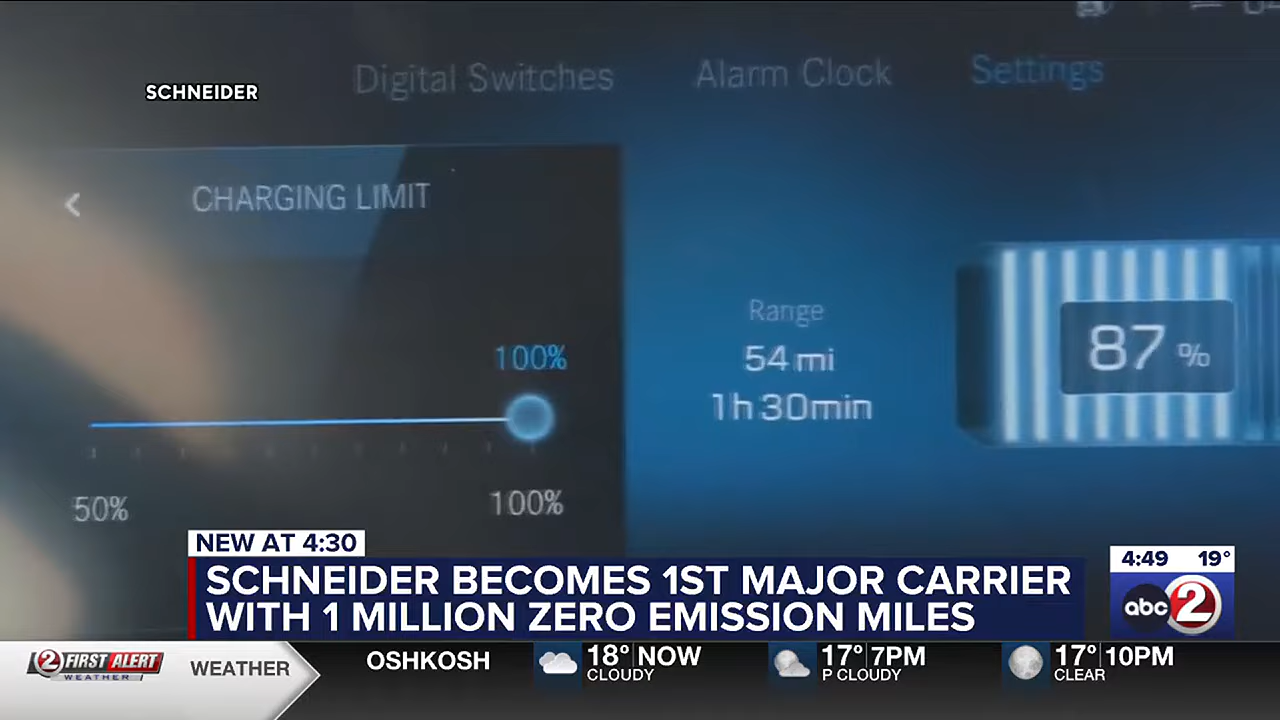 SCHNEIDER
Digital Switches
Alarm Clock
Settings
CHARGING LIMIT
100%
50%
100%
Range
54 mi
1h 30min
87 %
NEW AT 4:30
SCHNEIDER BECOMES 1ST MAJOR CARRIER
WITH 1 MILLION ZERO EMISSION MILES
4:49 19°
abc 2
2 FIRST ALERT
WEATHER
WEATHER
OSHKOSH
18° NOW
CLOUDY
17° 7PM
P CLOUDY
17° 10PM
CLEAR